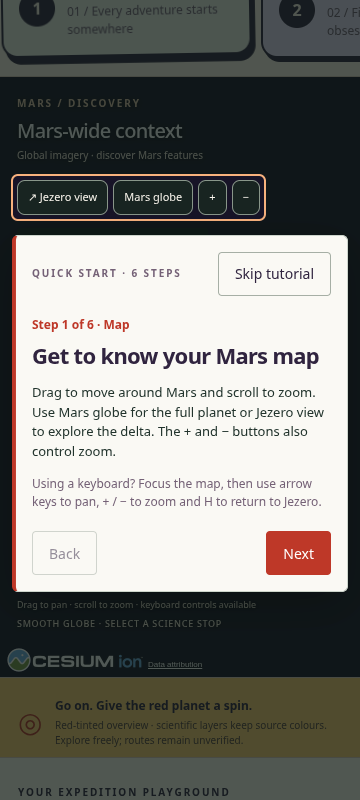 1
01 / Every adventure starts
somewhere
2
02 / Fi
obses
MARS / DISCOVERY
Mars-wide context
Global imagery · discover Mars features
↗ Jezero view
Mars globe
+
−
QUICK START · 6 STEPS
Skip tutorial
Step 1 of 6 · Map
Get to know your Mars map
Drag to move around Mars and scroll to zoom.
Use Mars globe for the full planet or Jezero view
to explore the delta. The + and − buttons also
control zoom.
Using a keyboard? Focus the map, then use arrow
keys to pan, + / − to zoom and H to return to Jezero.
Back
Next
Drag to pan · scroll to zoom · keyboard controls available
SMOOTH GLOBE · SELECT A SCIENCE STOP
CESIUM ion
Data attribution
Go on. Give the red planet a spin.
Red-tinted overview · scientific layers keep source colours.
Explore freely; routes remain unverified.
YOUR EXPEDITION PLAYGROUND